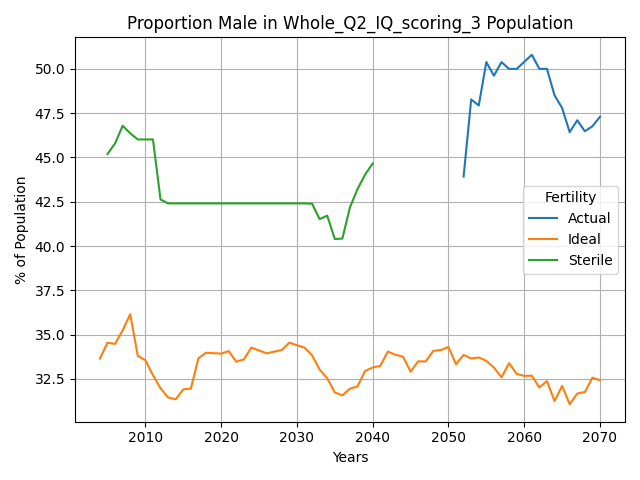 Proportion Male in Whole_Q2_IQ_scoring_3 Population
% of Population
50.0
47.5
45.0
42.5
40.0
37.5
35.0
32.5
Fertility
Actual
Ideal
Sterile
2010 2020 2030 2040 2050 2060 2070
Years